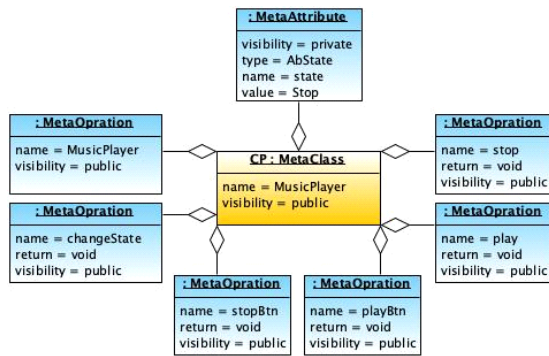 : MetaAttribute
visibility = private
type = AbState
name = state
value = Stop
: MetaOpration
name = MusicPlayer
visibility = public
CP : MetaClass
name = MusicPlayer
visibility = public
: MetaOpration
name = stop
return = void
visibility = public
: MetaOpration
name = changeState
return = void
visibility = public
: MetaOpration
name = play
return = void
visibility = public
: MetaOpration
name = stopBtn
return = void
visibility = public
: MetaOpration
name = playBtn
return = void
visibility = public